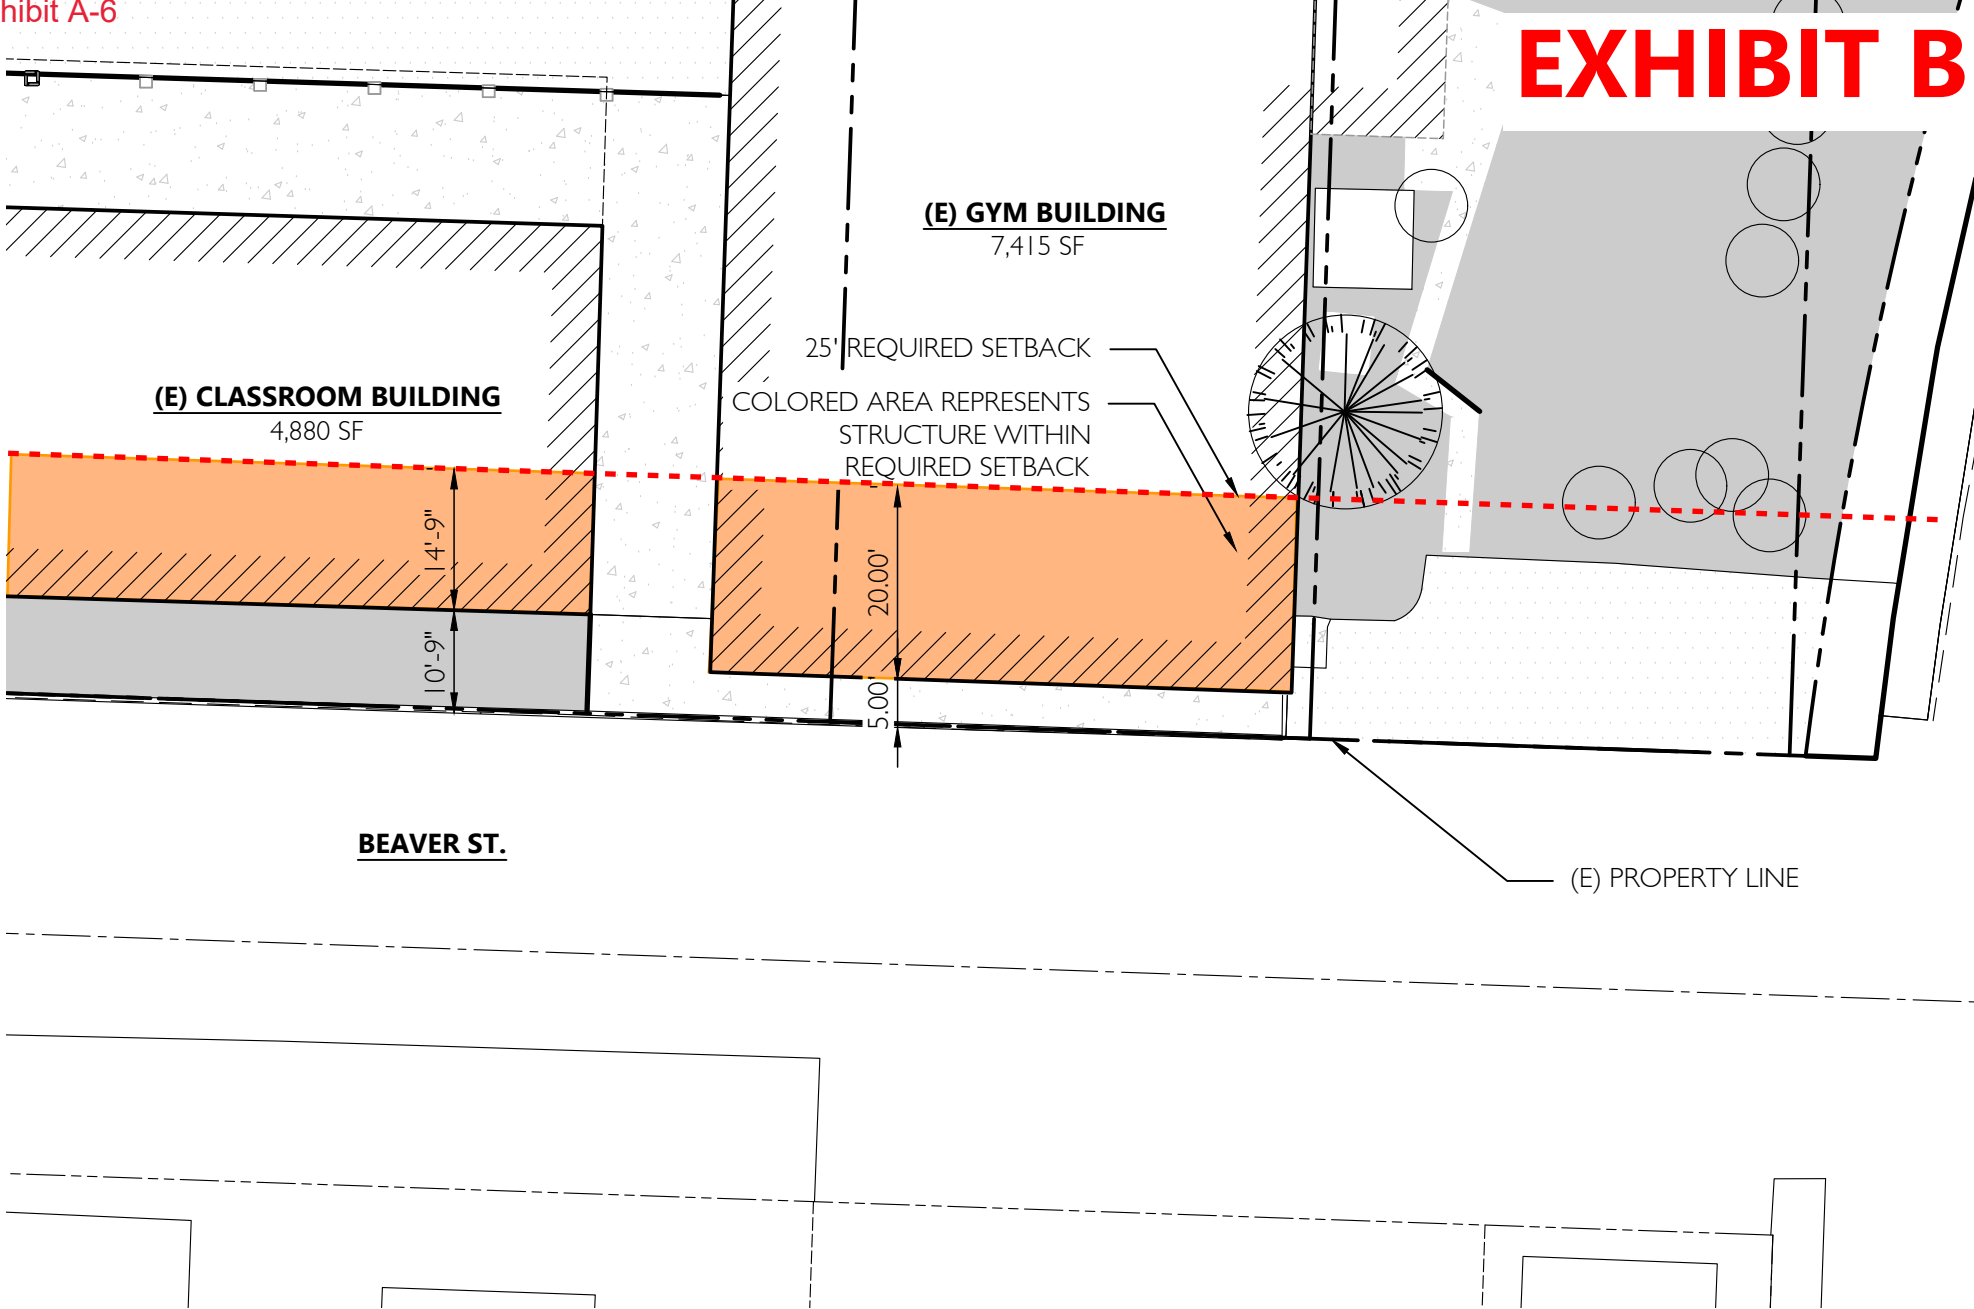 hibit A-6
EXHIBIT B
(E) GYM BUILDING
7,415 SF
25' REQUIRED SETBACK
COLORED AREA REPRESENTS
STRUCTURE WITHIN
REQUIRED SETBACK
(E) CLASSROOM BUILDING
4,880 SF
14'-9"
20.00'
10'-9"
5.00'
BEAVER ST.
(E) PROPERTY LINE